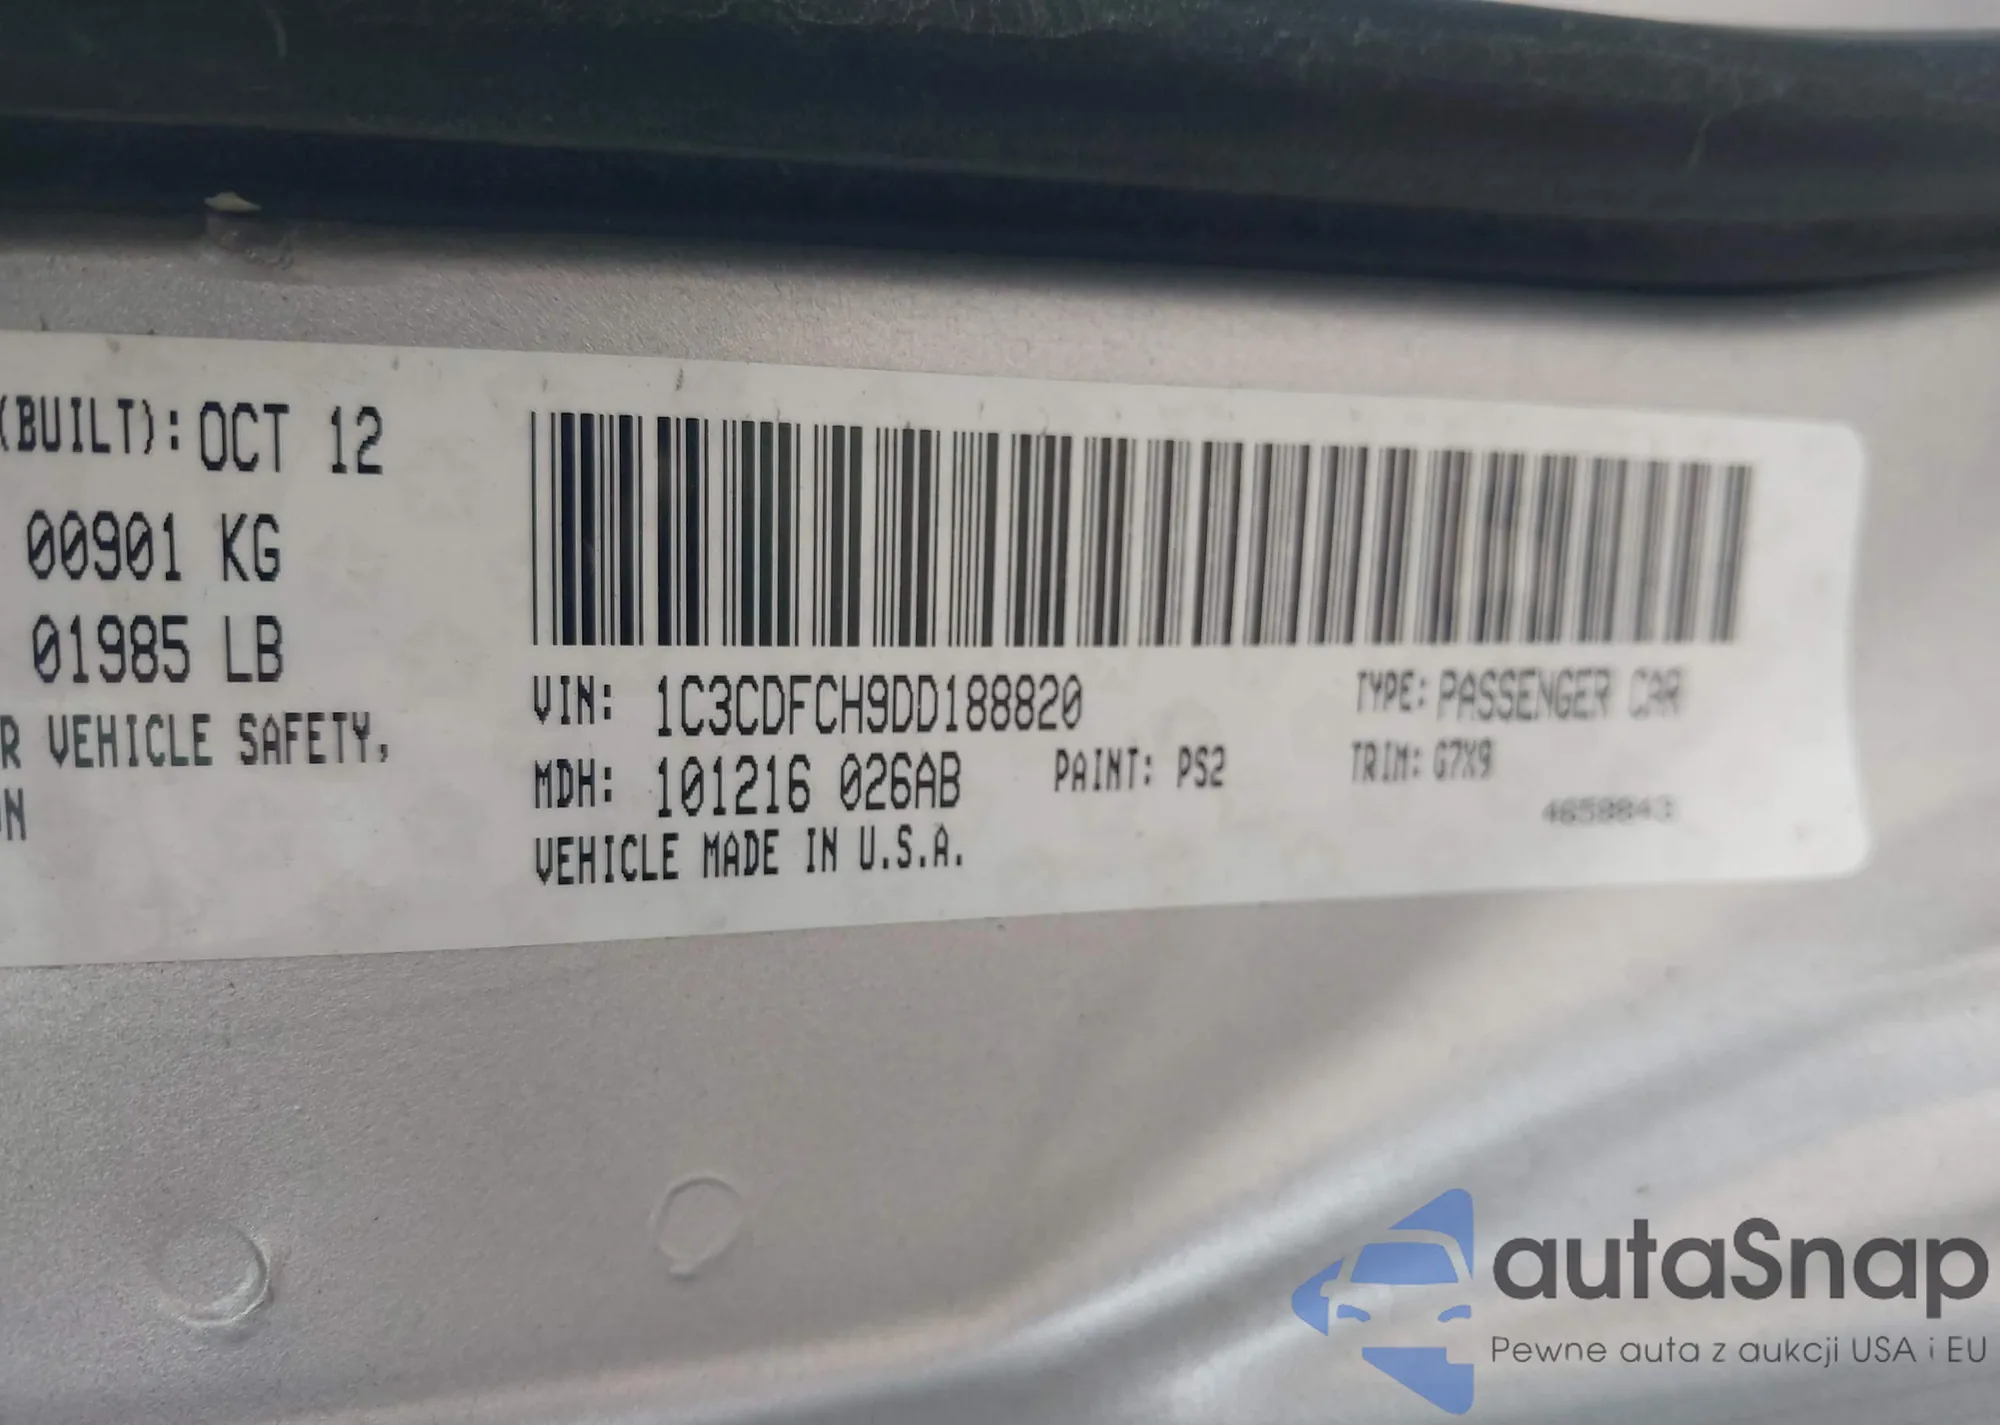 (BUILT): OCT 12
00901 KG
01985 LB
R VEHICLE SAFETY,
N
VIN: 1C3CDFCH9DD188820
TYPE: PASSENGER CAR
MDH: 101216 026AB
PAINT: PS2
TRIM: G7X9
VEHICLE MADE IN U.S.A.
4658843
autaSnap
Pewne auta z aukcji USA i EU